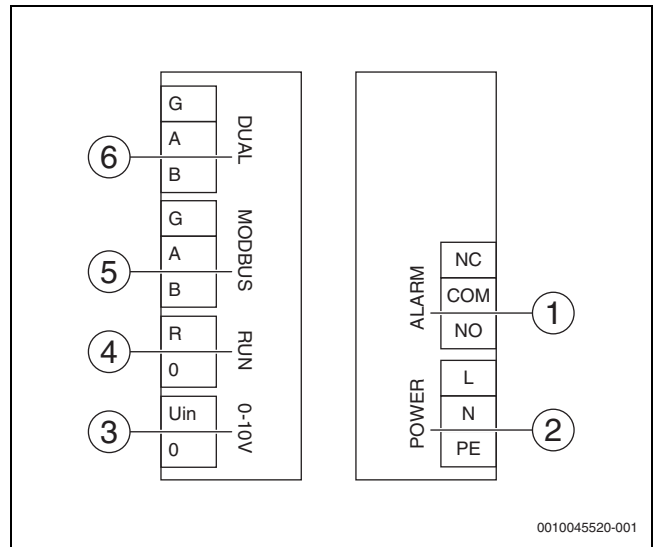 G
A
B
DUAL
6
G
A
B
MODBUS
5
R
0
RUN
4
Uin
0
0-10V
3
NC
COM
NO
ALARM
1
L
N
PE
POWER
2
0010045520-001